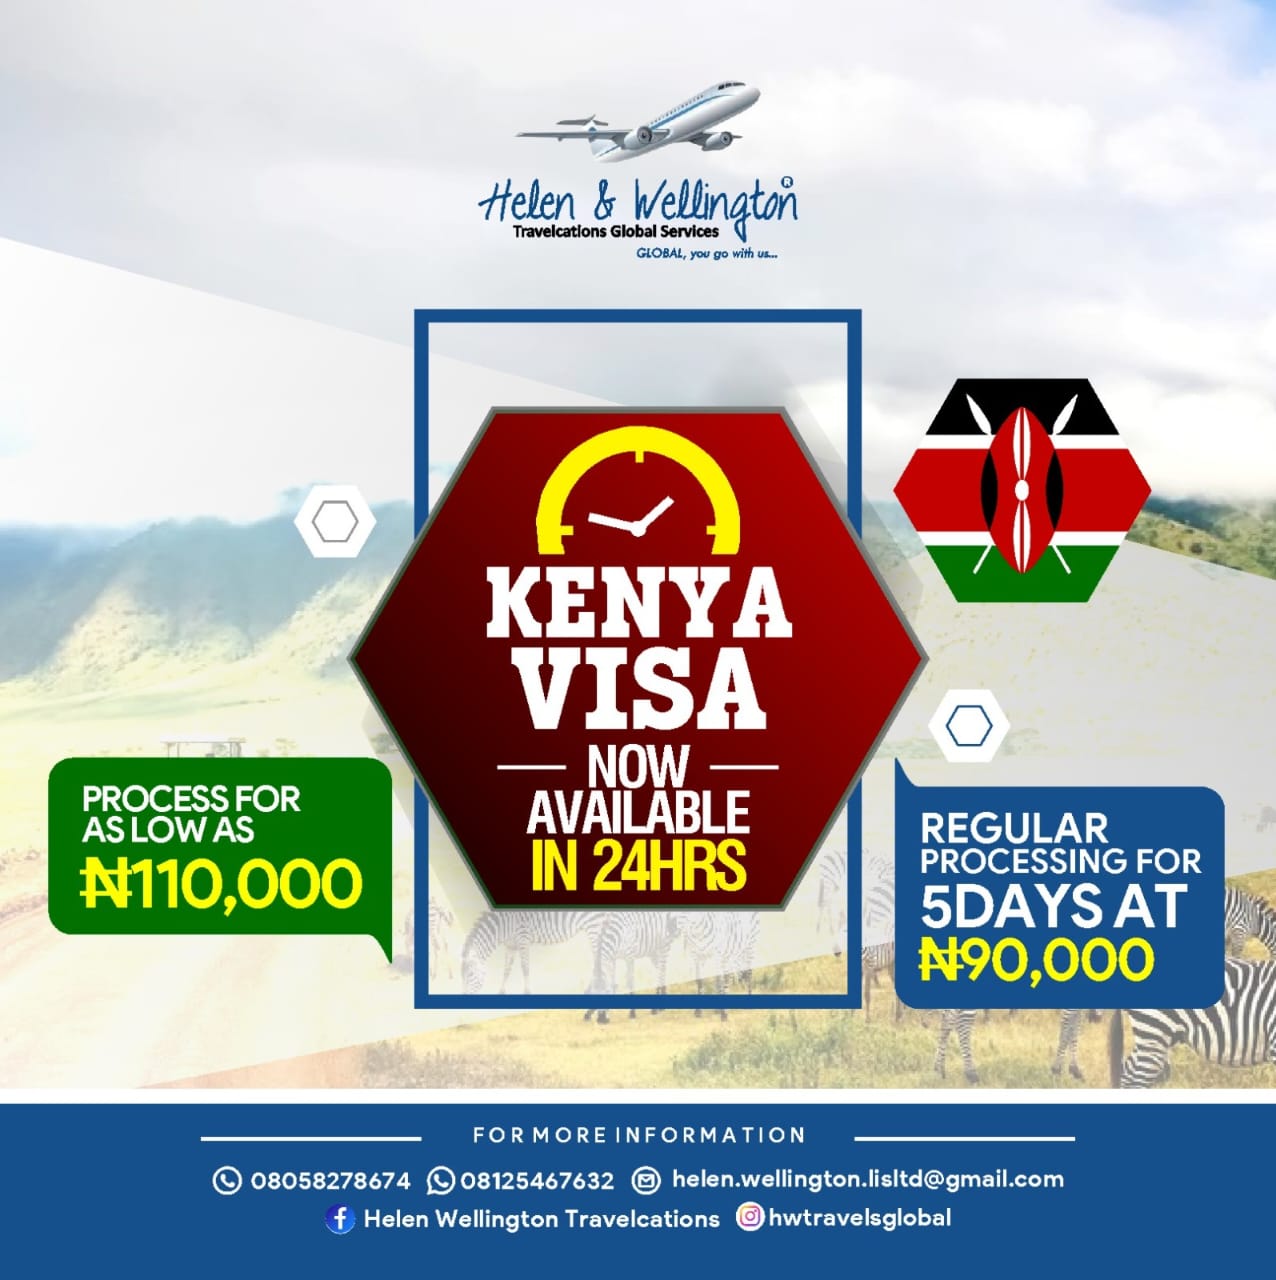 Helen & Wellington®
Travelcations Global Services
GLOBAL, you go with us...
KENYA
VISA
NOW
AVAILABLE
IN 24HRS
PROCESS FOR
AS LOW AS
₦110,000
REGULAR
PROCESSING FOR
5DAYS AT
₦90,000
FOR MORE INFORMATION
08058278674 08125467632 helen.wellington.lisltd@gmail.com
Helen Wellington Travelcations hwtravelsglobal